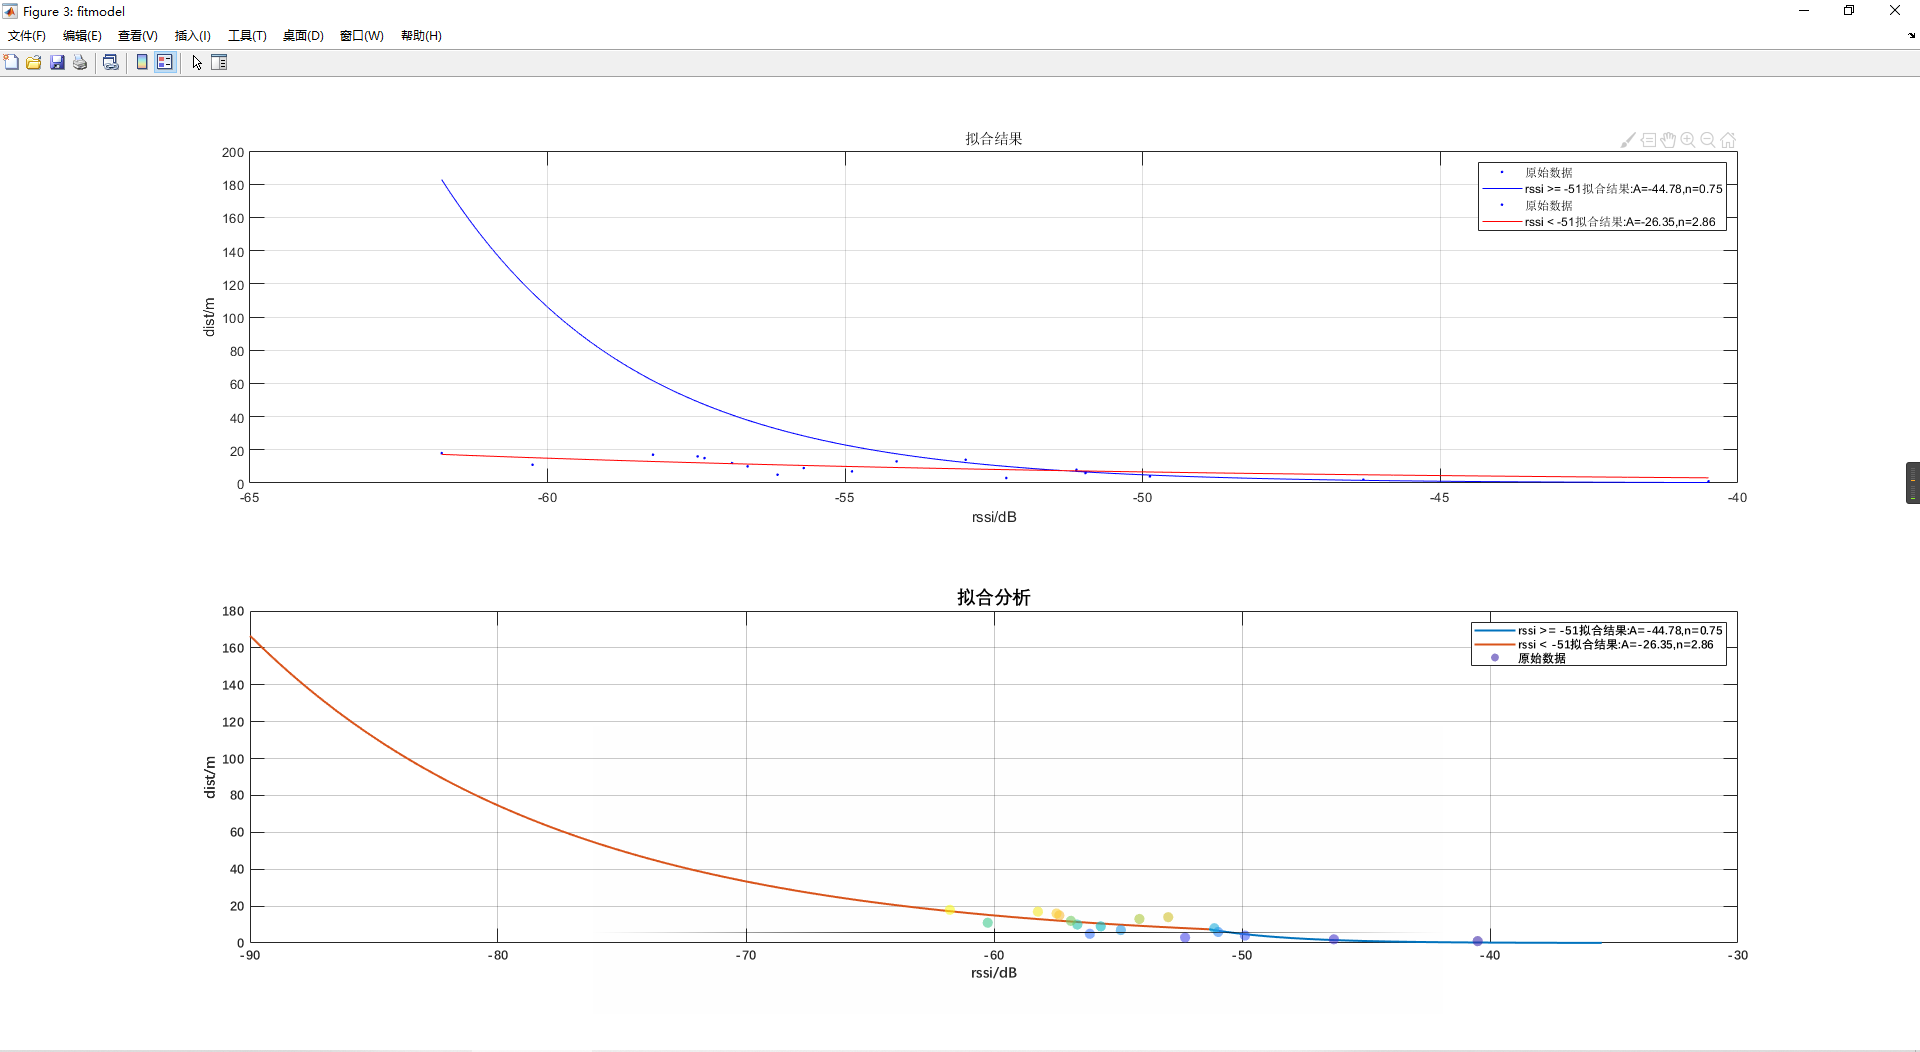 Figure 3: fitmodel
文件(F) 编辑(E) 查看(V) 插入(I) 工具(T) 桌面(D) 窗口(W) 帮助(H)
拟合结果
200
180
160
140
120
100
80
60
40
20
0
dist/m
-65 -60 -55 -50 -45 -40
rssi/dB
原始数据
rssi >= -51拟合结果:A=-44.78,n=0.75
原始数据
rssi < -51拟合结果:A=-26.35,n=2.86
拟合分析
180
160
140
120
100
80
60
40
20
0
dist/m
-90 -80 -70 -60 -50 -40 -30
rssi/dB
rssi >= -51拟合结果:A=-44.78,n=0.75
rssi < -51拟合结果:A=-26.35,n=2.86
原始数据